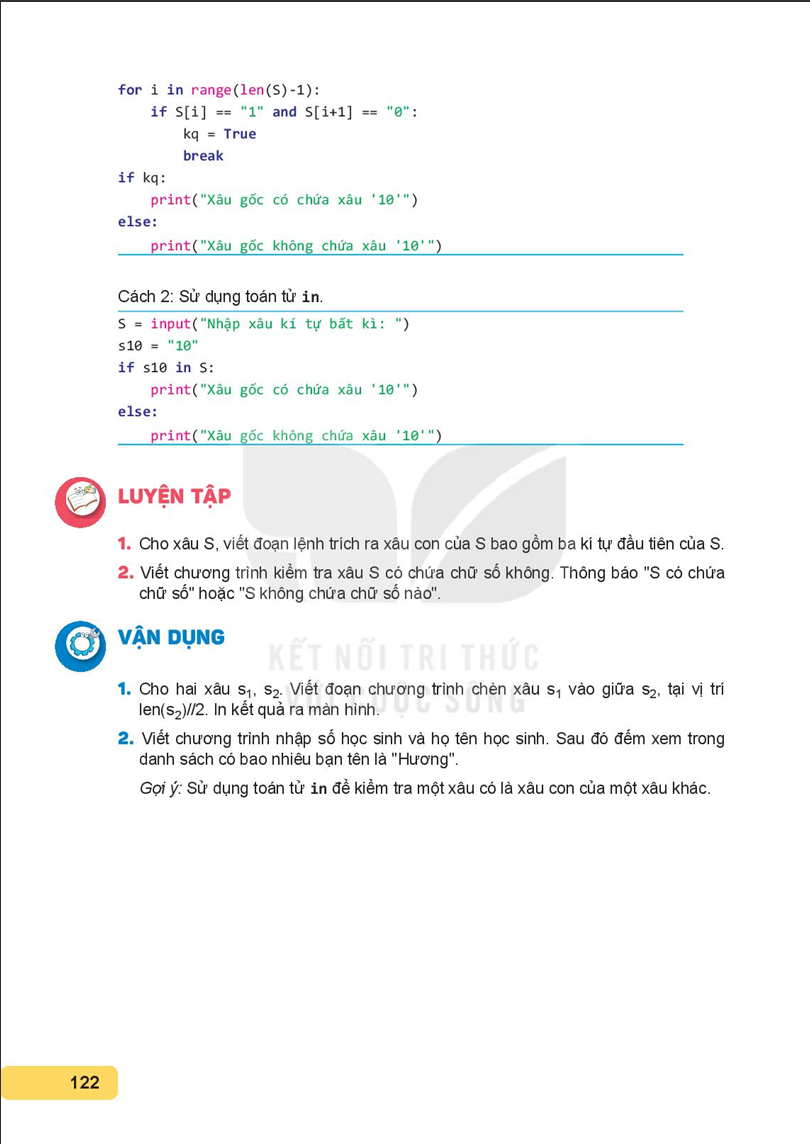 for i in range(len(S)-1):
    if S[i] == "1" and S[i+1] == "0":
        kq = True
        break
if kq:
    print("Xâu gốc có chứa xâu '10'")
else:
    print("Xâu gốc không chứa xâu '10'")
Cách 2: Sử dụng toán tử in.
S = input("Nhập xâu kí tự bất kì: ")
s10 = "10"
if s10 in S:
    print("Xâu gốc có chứa xâu '10'")
else:
    print("Xâu gốc không chứa xâu '10'")
LUYỆN TẬP
1. Cho xâu S, viết đoạn lệnh trích ra xâu con của S bao gồm ba kí tự đầu tiên của S.
2. Viết chương trình kiểm tra xâu S có chứa chữ số không. Thông báo "S có chứa
chữ số" hoặc "S không chứa chữ số nào".
VẬN DỤNG
KẾT NỐI TRI THỨC
1. Cho hai xâu s1, s2. Viết đoạn chương trình chèn xâu s1 vào giữa s2, tại vị trí
VỚI CUỘC SỐNG
len(s2)//2. In kết quả ra màn hình.
2. Viết chương trình nhập số học sinh và họ tên học sinh. Sau đó đếm xem trong
danh sách có bao nhiêu bạn tên là "Hương".
Gợi ý: Sử dụng toán tử in để kiểm tra một xâu có là xâu con của một xâu khác.
122